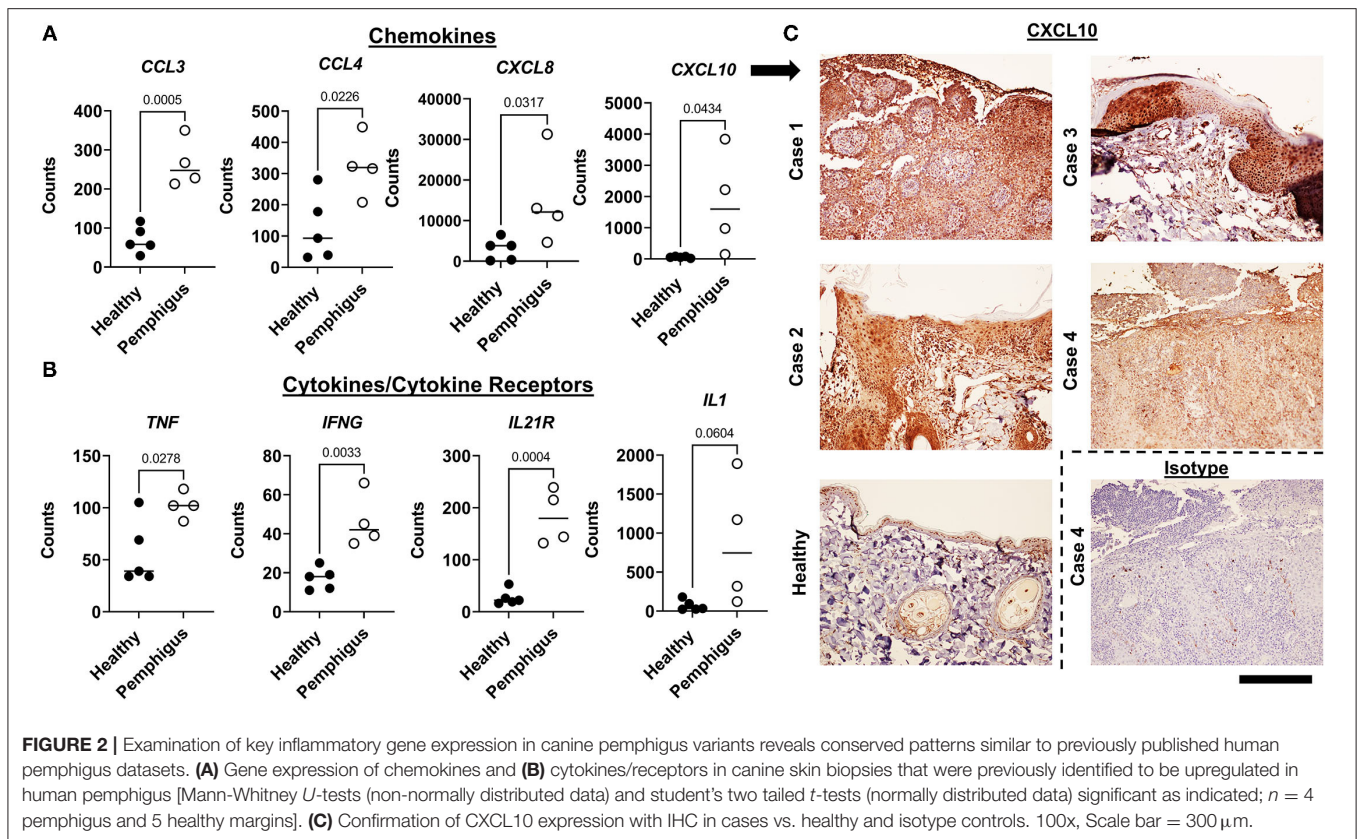 A
Chemokines
CCL3
CCL4
CXCL8
CXCL10
0.0005
0.0226
0.0317
0.0434
Counts
400
300
200
100
0
Healthy
Pemphigus
Counts
500
400
300
200
100
0
Healthy
Pemphigus
Counts
40000
30000
20000
10000
0
Healthy
Pemphigus
Counts
5000
4000
3000
2000
1000
0
Healthy
Pemphigus
B
Cytokines/Cytokine Receptors
TNF
IFNG
IL21R
IL1
0.0278
0.0033
0.0004
0.0604
Counts
150
100
50
0
Healthy
Pemphigus
Counts
80
60
40
20
0
Healthy
Pemphigus
Counts
300
200
100
0
Healthy
Pemphigus
Counts
2000
1500
1000
500
0
Healthy
Pemphigus
C
CXCL10
Case 1
Case 3
Case 2
Case 4
Healthy
Isotype
Case 4
FIGURE 2 | Examination of key inflammatory gene expression in canine pemphigus variants reveals conserved patterns similar to previously published human
pemphigus datasets. (A) Gene expression of chemokines and (B) cytokines/receptors in canine skin biopsies that were previously identified to be upregulated in
human pemphigus [Mann-Whitney U-tests (non-normally distributed data) and student's two tailed t-tests (normally distributed data) significant as indicated; n = 4
pemphigus and 5 healthy margins]. (C) Confirmation of CXCL10 expression with IHC in cases vs. healthy and isotype controls. 100x, Scale bar = 300 μm.